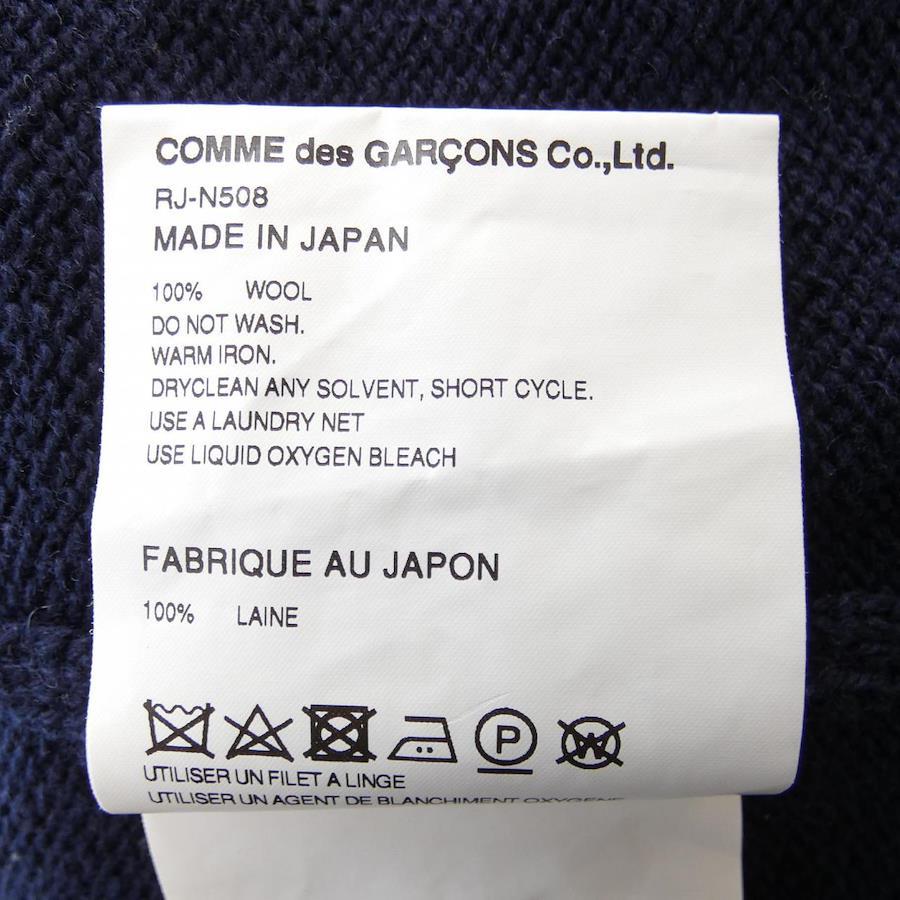 COMME des GARÇONS Co.,Ltd.
RJ-N508
MADE IN JAPAN
100% WOOL
DO NOT WASH.
WARM IRON.
DRYCLEAN ANY SOLVENT, SHORT CYCLE.
USE A LAUNDRY NET
USE LIQUID OXYGEN BLEACH
FABRIQUE AU JAPON
100% LAINE
P W
UTILISER UN FILET A LINGE
UTILISER UN AGENT DE BLANCHIMENT OXYGENE